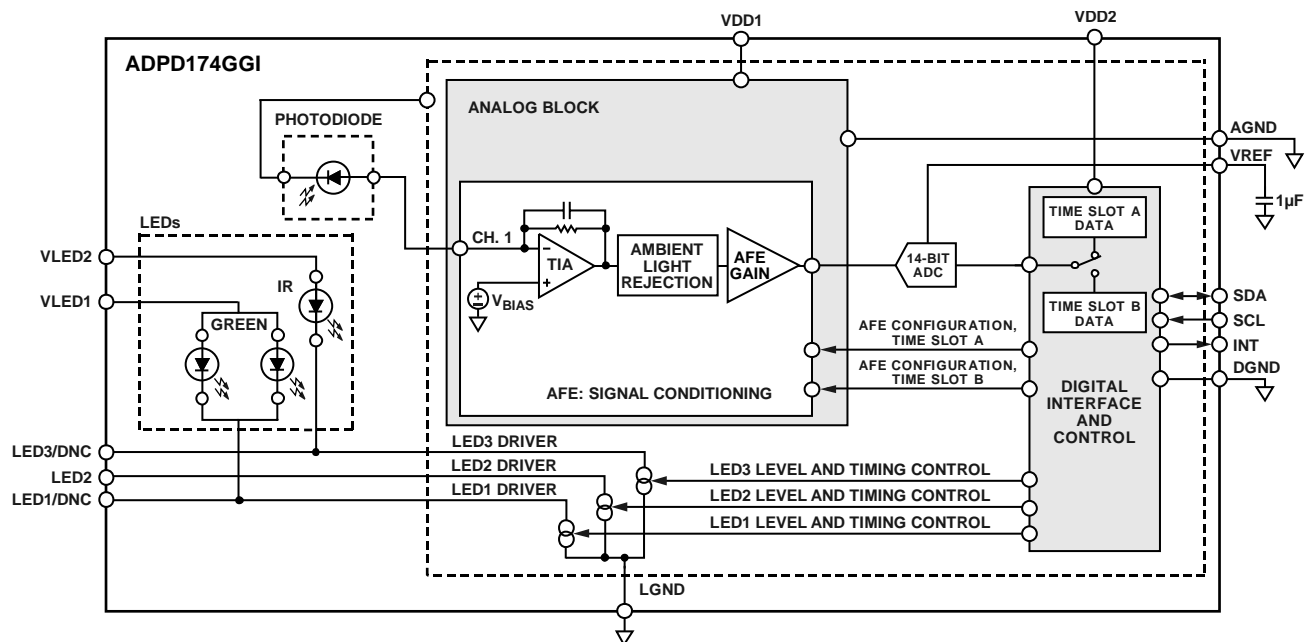 VDD1
VDD2
ADPD174GGI
ANALOG BLOCK
PHOTODIODE
AGND
VREF
1µF
LEDs
VLED2
IR
VLED1
GREEN
CH. 1
TIA
VBIAS
AMBIENT
LIGHT
REJECTION
AFE
GAIN
14-BIT
ADC
TIME SLOT A
DATA
TIME SLOT B
DATA
SDA
SCL
INT
DGND
AFE CONFIGURATION,
TIME SLOT A
AFE CONFIGURATION,
TIME SLOT B
AFE: SIGNAL CONDITIONING
DIGITAL
INTERFACE
AND
CONTROL
LED3/DNC
LED3 DRIVER
LED2
LED2 DRIVER
LED1/DNC
LED1 DRIVER
LED3 LEVEL AND TIMING CONTROL
LED2 LEVEL AND TIMING CONTROL
LED1 LEVEL AND TIMING CONTROL
LGND